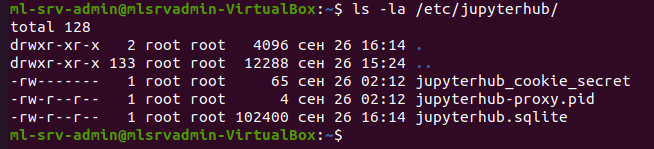 ml-srv-admin@mlsrvadmin-VirtualBox:~$ ls -la /etc/jupyterhub/
total 128
drwxr-xr-x   2 root root   4096 сен 26 16:14 .
drwxr-xr-x 133 root root  12288 сен 26 15:24 ..
-rw-------   1 root root     65 сен 26 02:12 jupyterhub_cookie_secret
-rw-r--r--   1 root root      4 сен 26 02:12 jupyterhub-proxy.pid
-rw-r--r--   1 root root 102400 сен 26 16:14 jupyterhub.sqlite
ml-srv-admin@mlsrvadmin-VirtualBox:~$